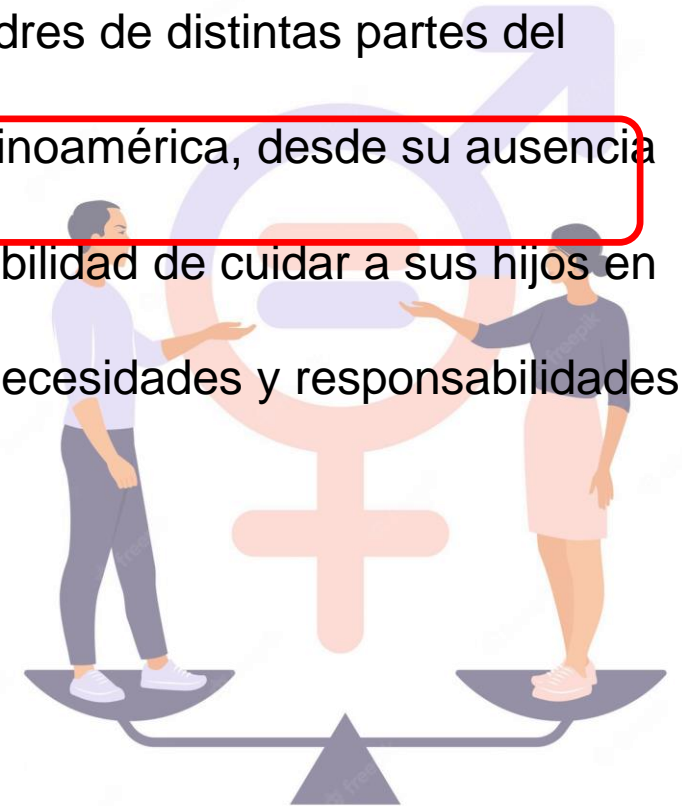 dres de distintas partes del
inoamérica, desde su ausencia
bilidad de cuidar a sus hijos en
ecesidades y responsabilidades